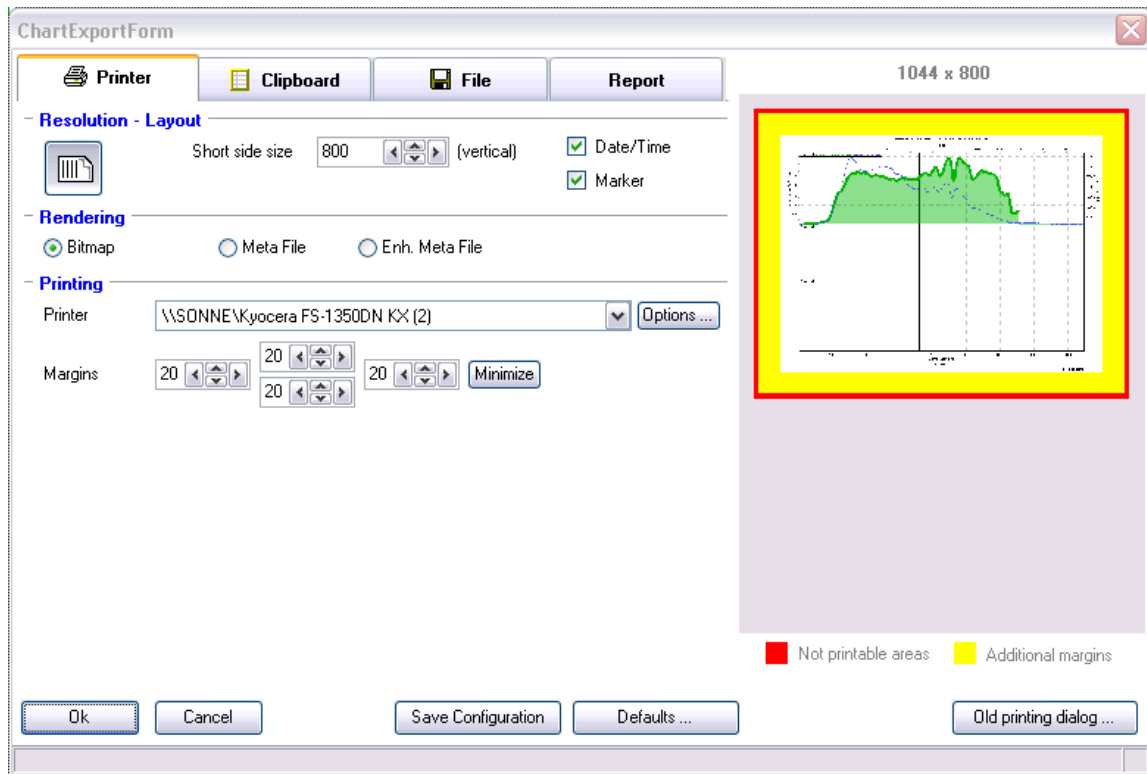 ChartExportForm
Printer Clipboard File Report
1044 x 800
Resolution - Layout
Short side size 800 (vertical)
Date/Time
Marker
Rendering
Bitmap Meta File Enh. Meta File
Printing
Printer \\SONNE\Kyocera FS-1350DN KX (2) Options ...
Margins 20 20 20 20 Minimize
Not printable areas Additional margins
Ok Cancel Save Configuration Defaults ... Old printing dialog ...